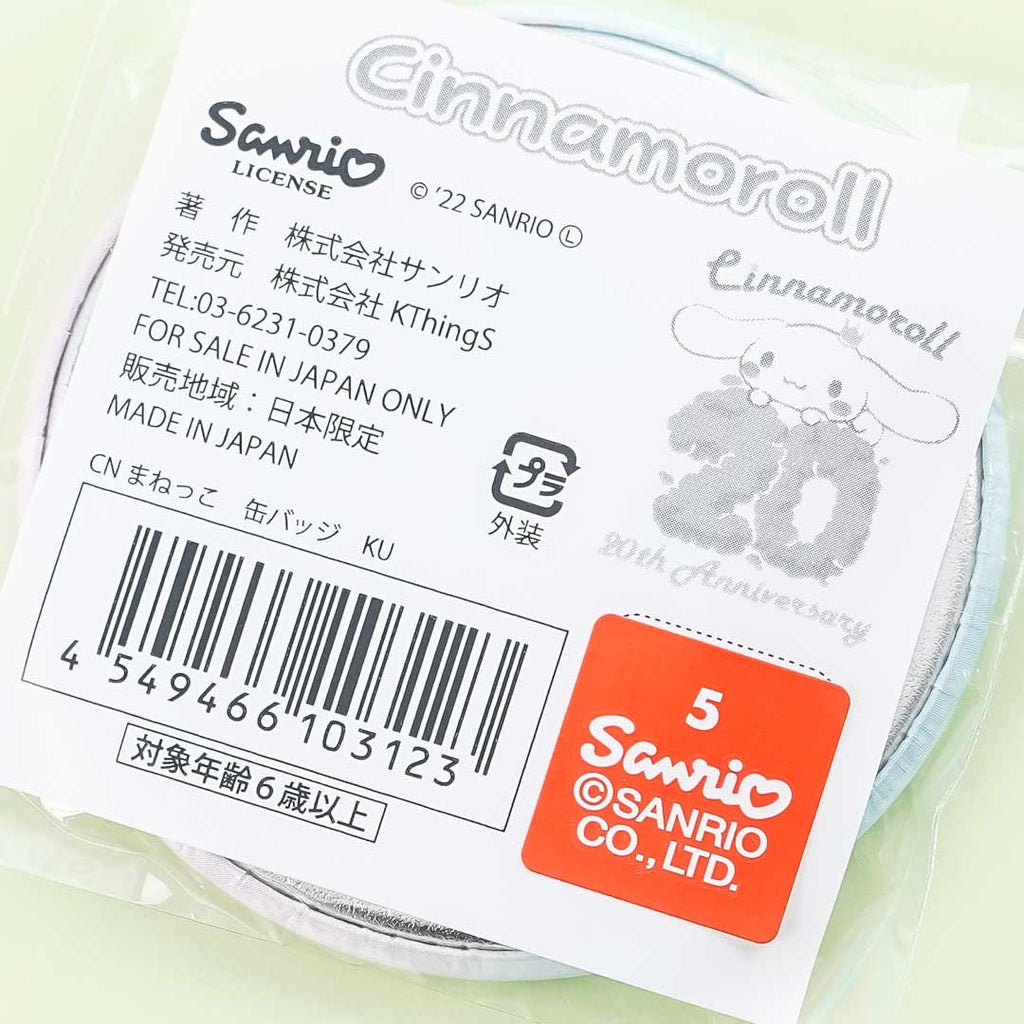 Cinnamoroll
Sanrio
LICENSE
© '22 SANRIO Ⓛ
著 作 株式会社サンリオ
発売元 株式会社 KThingS
TEL:03-6231-0379
FOR SALE IN JAPAN ONLY
販売地域：日本限定
MADE IN JAPAN
Cinnamoroll
20
20th Anniversary
プラ
外装
CN まねっこ 缶バッジ KU
4 549466 103123
対象年齢６歳以上
5
Sanrio
©SANRIO
CO., LTD.